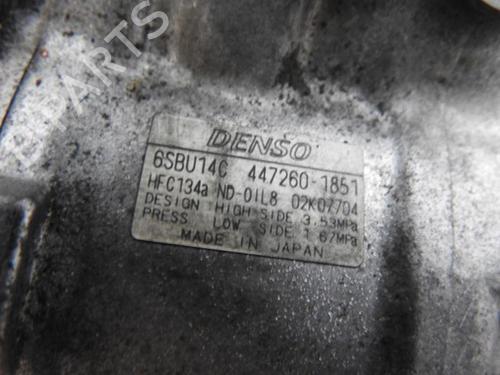 B PARTS
DENSO
6SBU14C 447260-1851
HFC134a ND-OIL8 02K07704
DESIGN HIGH SIDE 3.53MPa
PRESS. LOW SIDE 1.67MPa
MADE IN JAPAN